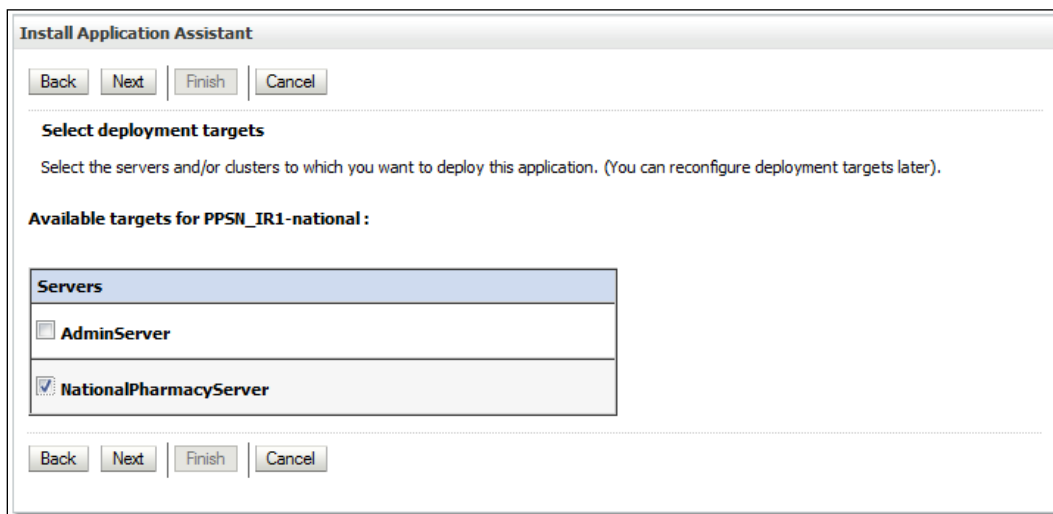 Install Application Assistant
Back Next Finish Cancel
Select deployment targets
Select the servers and/or clusters to which you want to deploy this application. (You can reconfigure deployment targets later).
Available targets for PPSN_IR1-national :
Servers
AdminServer
NationalPharmacyServer
Back Next Finish Cancel